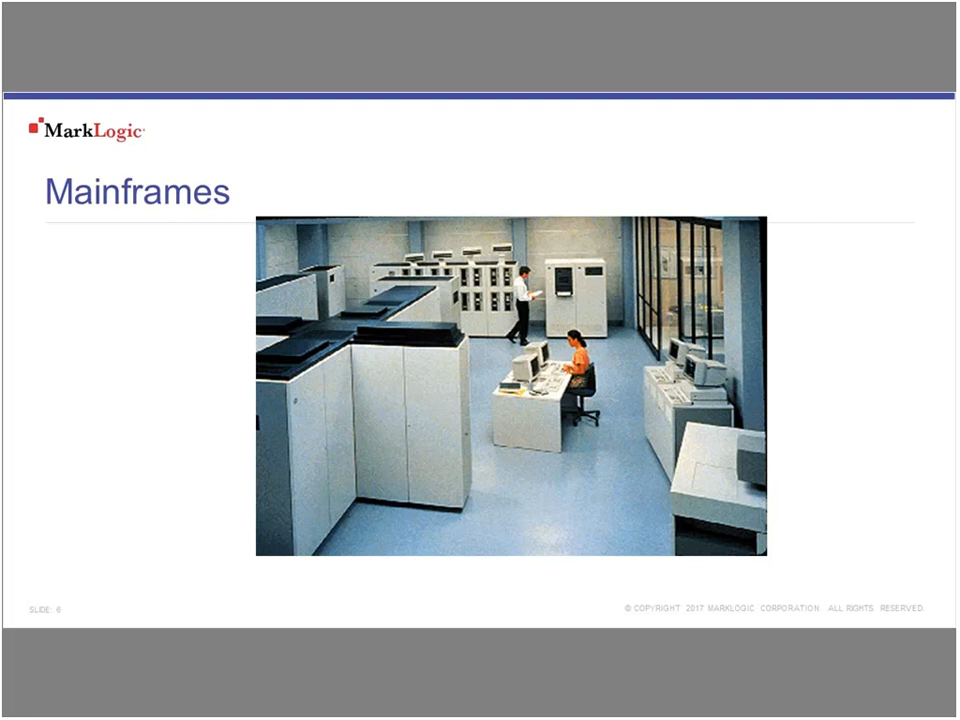 MarkLogic
Mainframes
SLIDE: 6
© COPYRIGHT 2017 MARKLOGIC CORPORATION. ALL RIGHTS RESERVED.